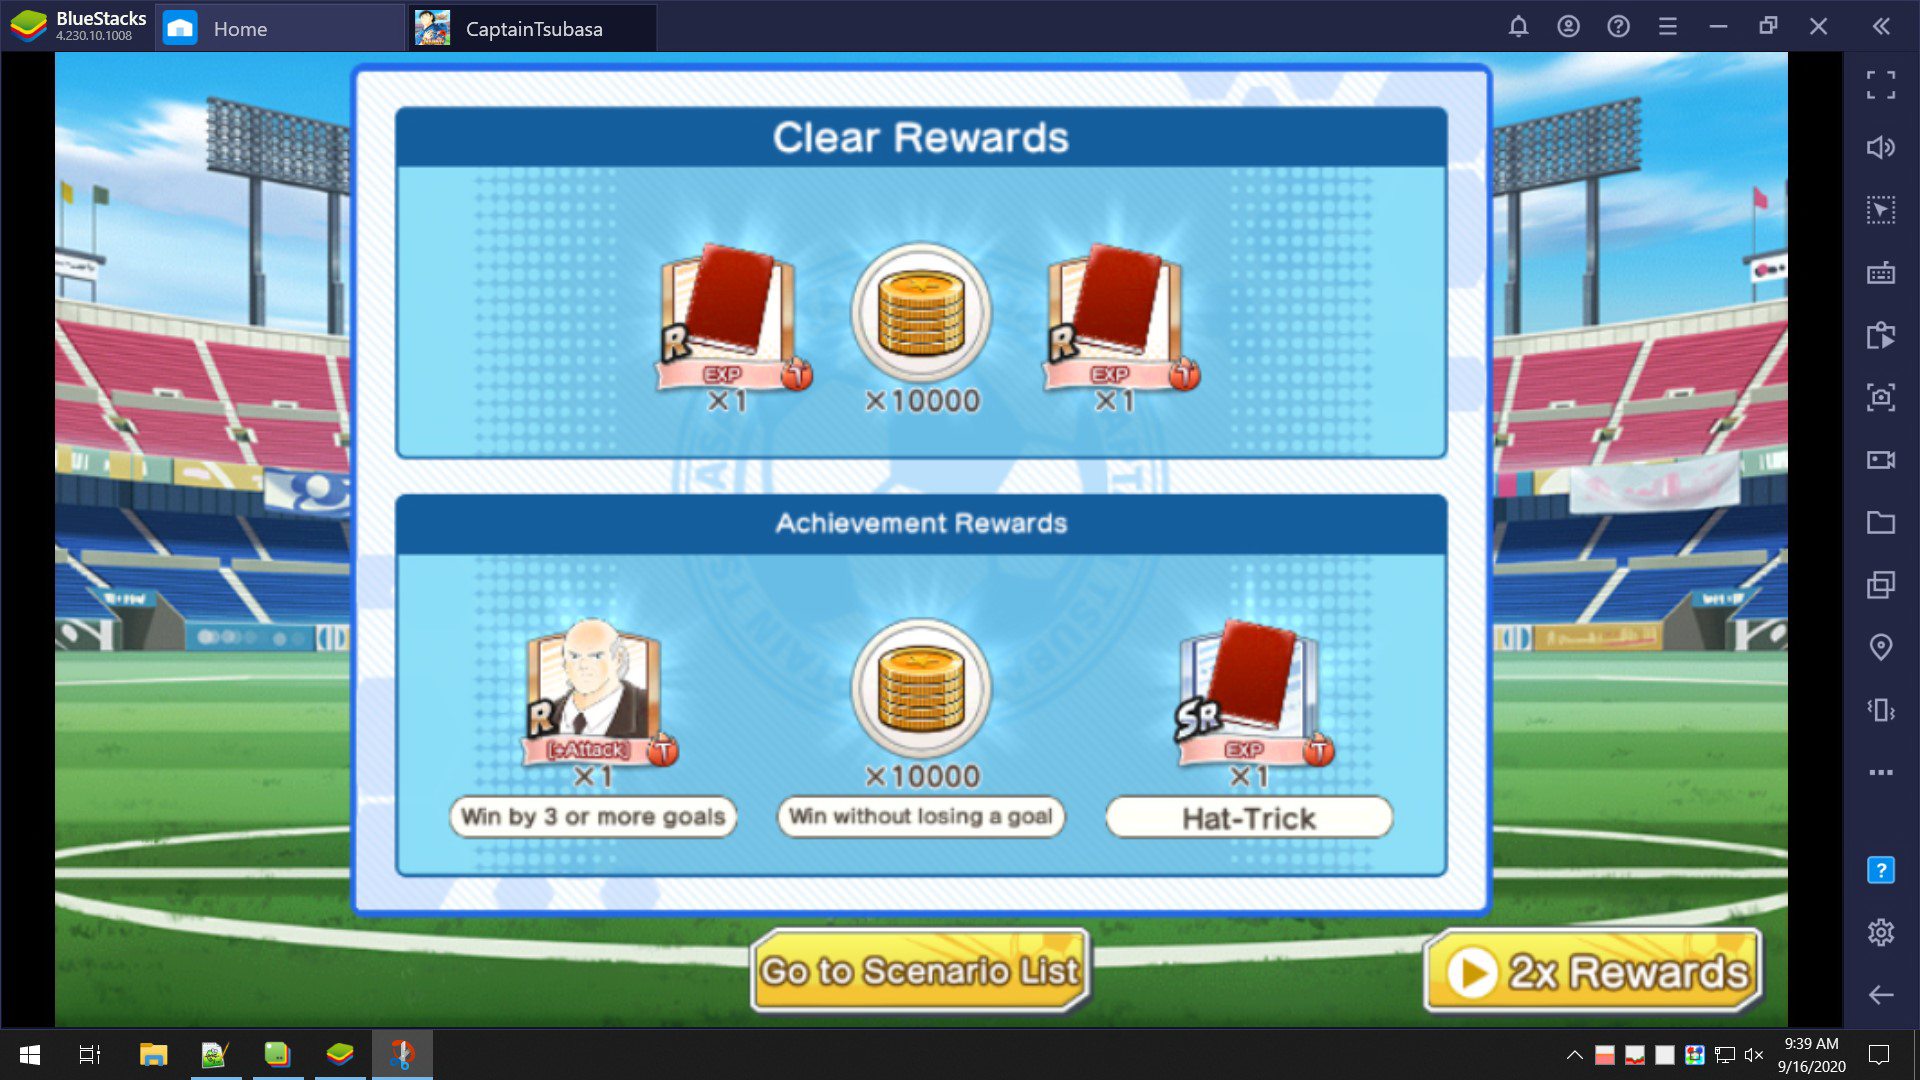 BlueStacks
4.230.10.1008
Home
CaptainTsubasa
Clear Rewards
R
EXP
T
×1
×10000
R
EXP
T
×1
Achievement Rewards
R
[+Attack]
T
×1
×10000
SR
EXP
T
×1
Win by 3 or more goals
Win without losing a goal
Hat-Trick
Go to Scenario List
2x Rewards
9:39 AM
9/16/2020